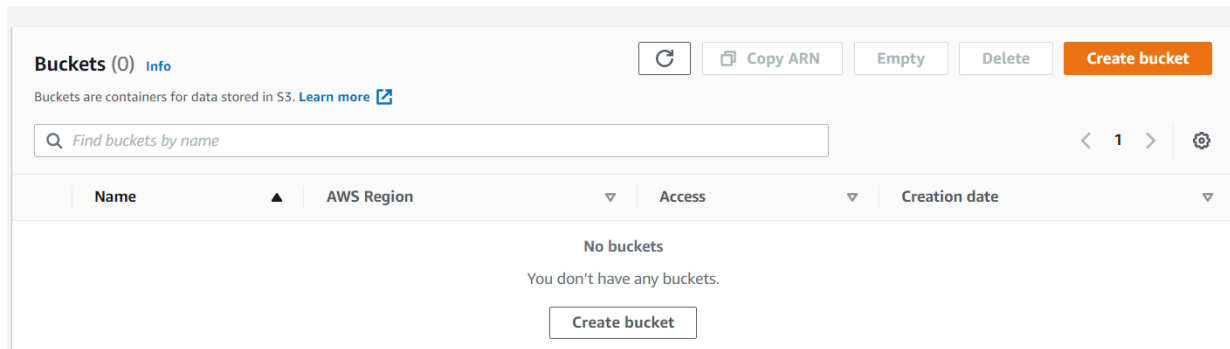 Buckets (0) Info
Copy ARN
Empty
Delete
Create bucket
Buckets are containers for data stored in S3. Learn more
Find buckets by name
1
Name
AWS Region
Access
Creation date
No buckets
You don't have any buckets.
Create bucket